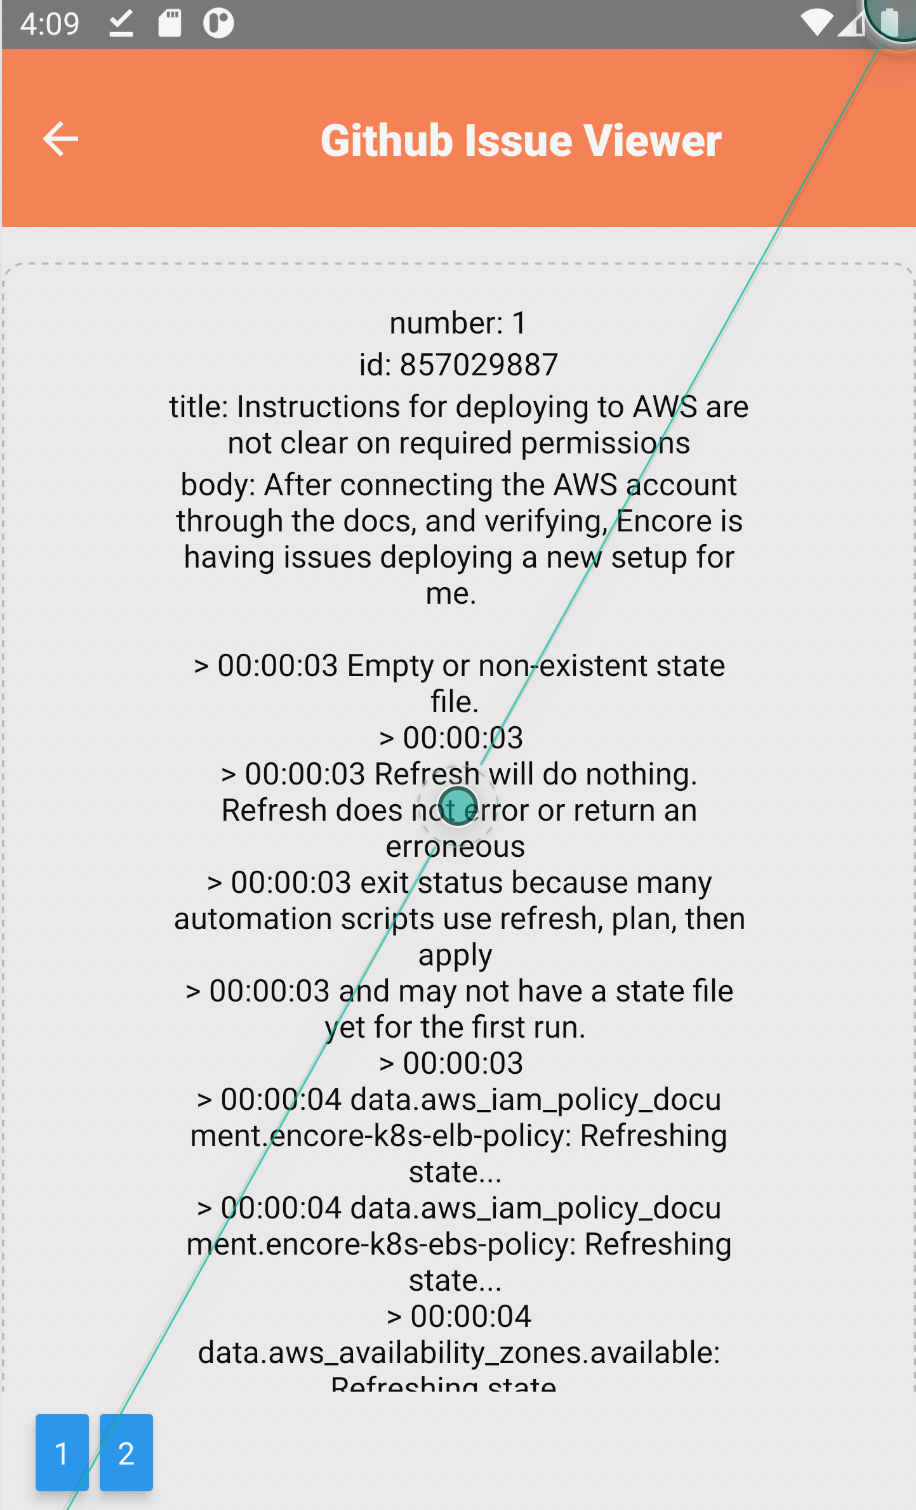 4:09
Github Issue Viewer
number: 1
id: 857029887
title: Instructions for deploying to AWS are
not clear on required permissions
body: After connecting the AWS account
through the docs, and verifying, Encore is
having issues deploying a new setup for
me.
> 00:00:03 Empty or non-existent state
file.
> 00:00:03
> 00:00:03 Refresh will do nothing.
Refresh does not error or return an
erroneous
> 00:00:03 exit status because many
automation scripts use refresh, plan, then
apply
> 00:00:03 and may not have a state file
yet for the first run.
> 00:00:03
> 00:00:04 data.aws_iam_policy_docu
ment.encore-k8s-elb-policy: Refreshing
state...
> 00:00:04 data.aws_iam_policy_docu
ment.encore-k8s-ebs-policy: Refreshing
state...
> 00:00:04
data.aws_availability_zones.available:
Refreshing state
1 2